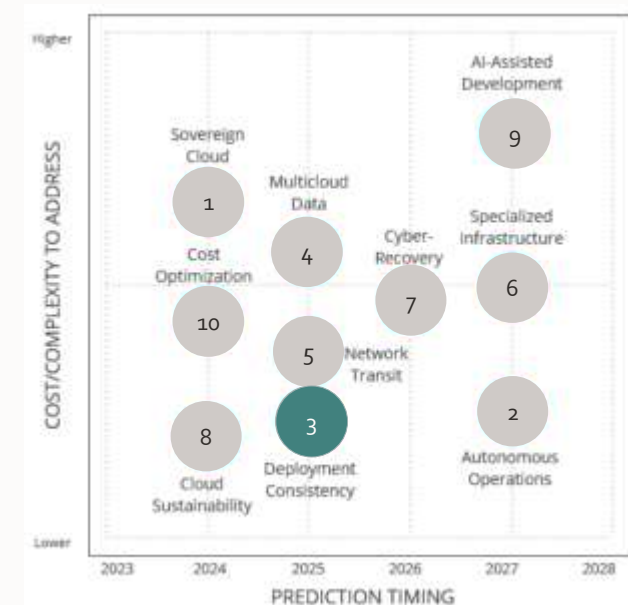 Higher
AI-Assisted
Development
9
Sovereign
Cloud
1
Multicloud
Data
4
Specialized
Infrastructure
6
Cyber-
Recovery
7
Cost
Optimization
10
5
Network
Transit
3
Deployment
Consistency
8
Cloud
Sustainability
2
Autonomous
Operations
Lower
COST/COMPLEXITY TO ADDRESS
2023 2024 2025 2026 2027 2028
PREDICTION TIMING